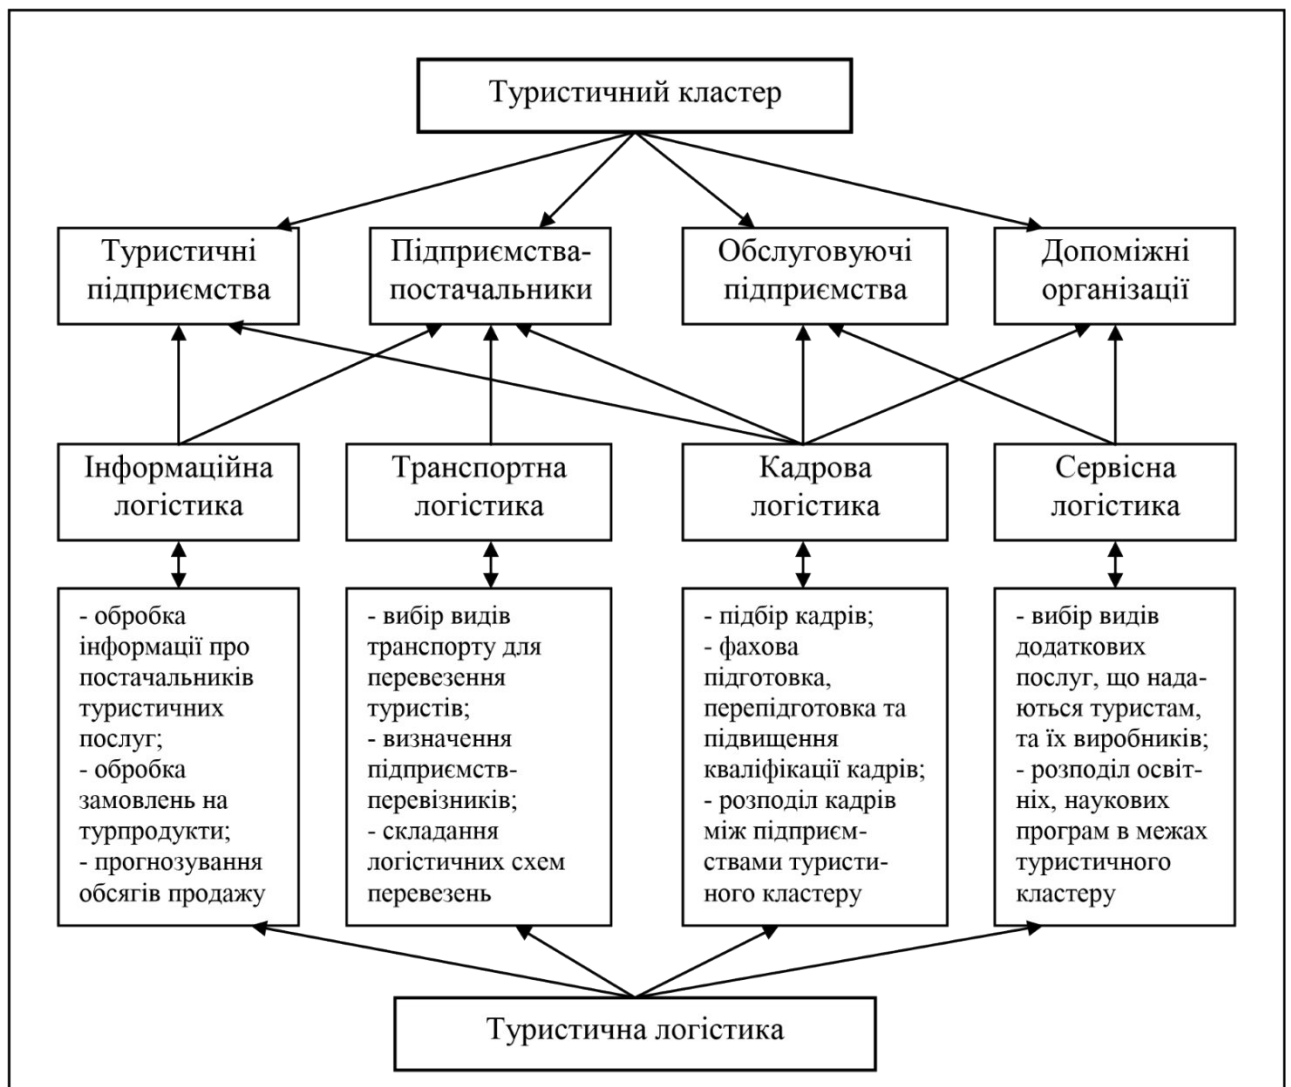 Туристичний кластер
Туристичні
підприємства
Підприємства-
постачальники
Обслуговуючі
підприємства
Допоміжні
організації
Інформаційна
логістика
Транспортна
логістика
Кадрова
логістика
Сервісна
логістика
- обробка
інформації про
постачальників
туристичних
послуг;
- обробка
замовлень на
турпродукти;
- прогнозування
обсягів продажу
- вибір видів
транспорту для
перевезення
туристів;
- визначення
підприємств-
перевізників;
- складання
логістичних схем
перевезень
- підбір кадрів;
- фахова
підготовка,
перепідготовка та
підвищення
кваліфікації кадрів;
- розподіл кадрів
між підприєм-
ствами туристи-
ного кластеру
- вибір видів
додаткових
послуг, що нада-
ються туристам,
та їх виробників;
- розподіл освіт-
ніх, наукових
програм в межах
туристичного
кластеру
Туристична логістика